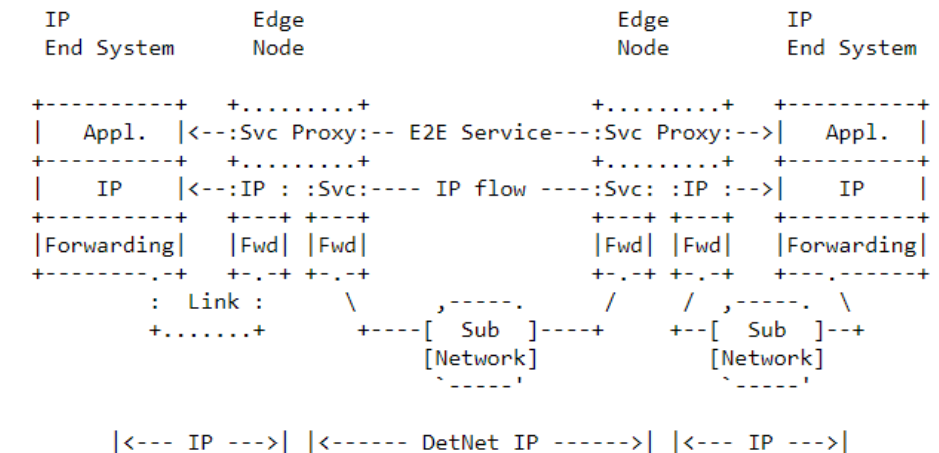 IP               Edge                                  Edge         IP
 End System       Node                                  Node         End System

+----------+   +.........+                            +.........+   +----------+
|   Appl.  |<--:Svc Proxy:-- E2E Service---:Svc Proxy:-->|   Appl.  |
+----------+   +.........+                            +.........+   +----------+
|    IP    |<--:IP : :Svc:---- IP flow ----:Svc: :IP :-->|    IP    |
+----------+   +---+ +---+                            +---+ +---+   +----------+
|Forwarding|   |Fwd| |Fwd|                            |Fwd| |Fwd|   |Forwarding|
+--------.-+   +-.-+ +-.-+                            +-.-+ +-.-+   +---.------+
         :  Link :      \      ,-----.      /     /  ,-----.  \
         +.......+       +----[  Sub  ]----+     +--[  Sub  ]--+
                              [Network]             [Network]
                               `-----'               `-----'

      |<--- IP --->| |<------ DetNet IP ------>| |<--- IP --->|